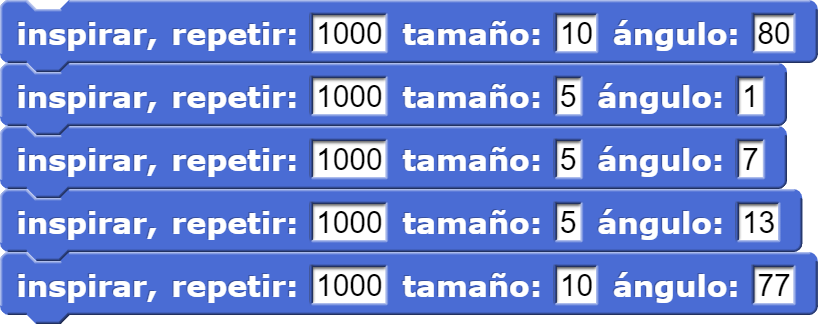 inspirar, repetir: 1000 tamaño: 10 ángulo: 80
inspirar, repetir: 1000 tamaño: 5 ángulo: 1
inspirar, repetir: 1000 tamaño: 5 ángulo: 7
inspirar, repetir: 1000 tamaño: 5 ángulo: 13
inspirar, repetir: 1000 tamaño: 10 ángulo: 77